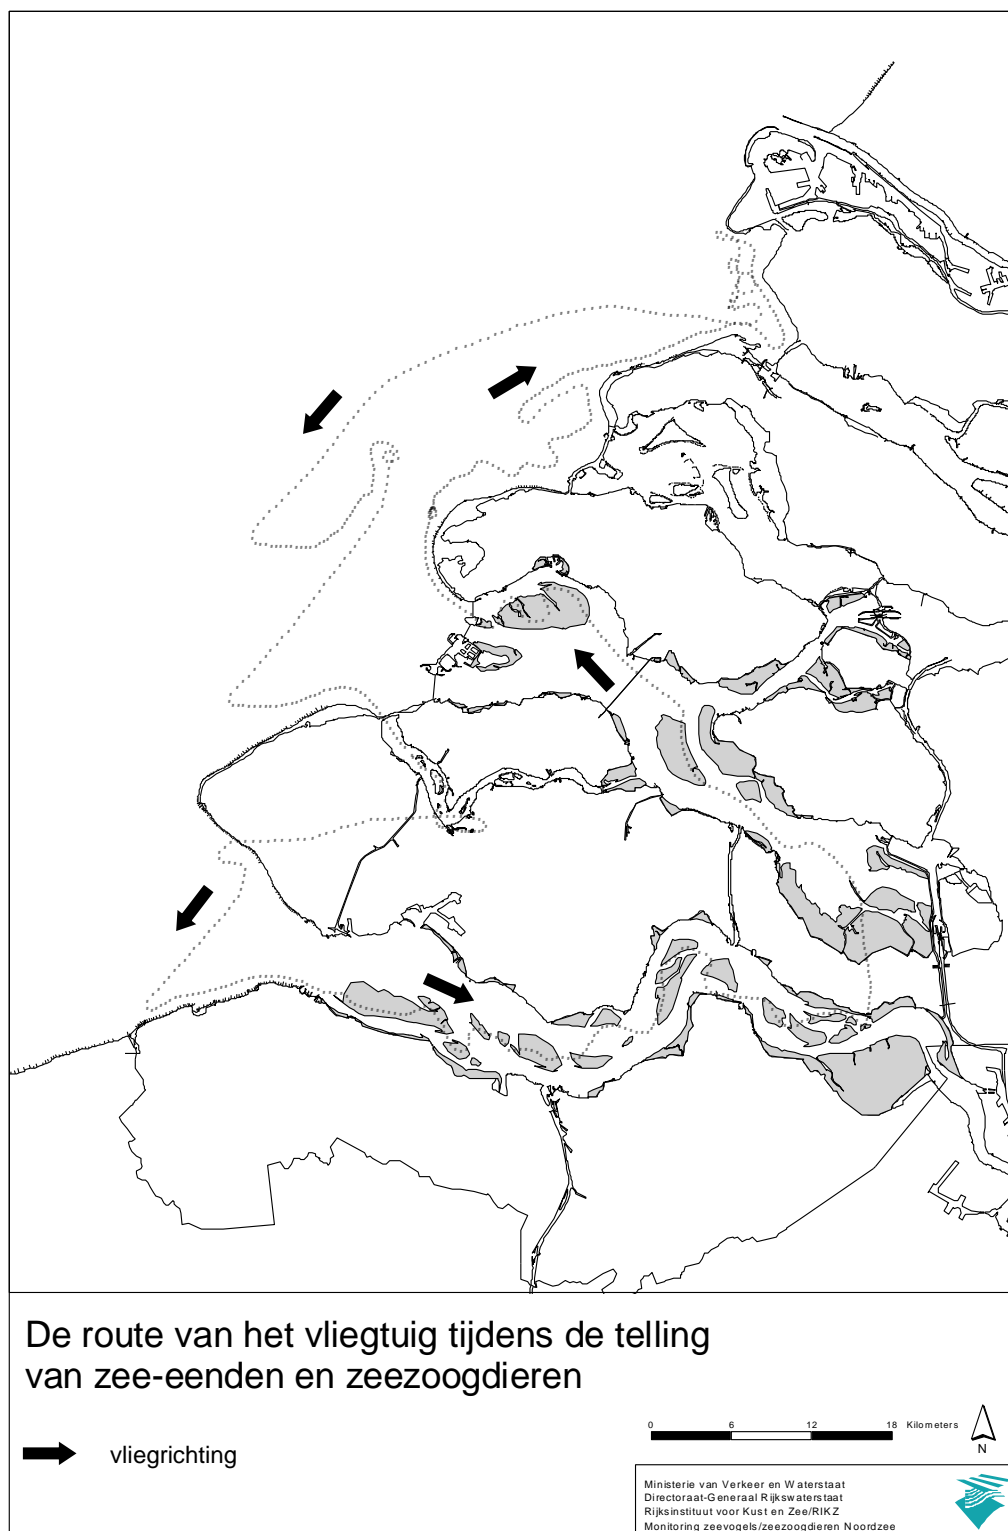 De route van het vliegtuig tijdens de telling
van zee-eenden en zeezoogdieren
vliegrichting
0 6 12 18 Kilometers
N
Ministerie van Verkeer en Waterstaat
Directoraat-Generaal Rijkswaterstaat
Rijksinstituut voor Kust en Zee/RIKZ
Monitoring zeevogels/zeezoogdieren Noordzee